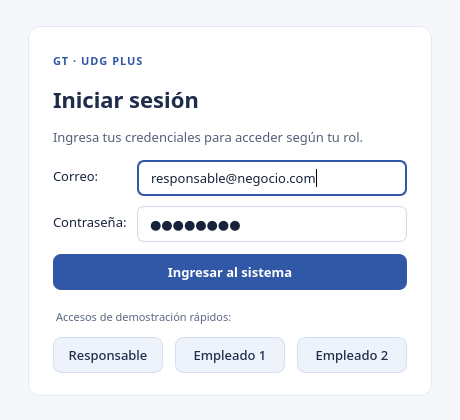 GT · UDG PLUS
Iniciar sesión
Ingresa tus credenciales para acceder según tu rol.
Correo: responsable@negocio.com
Contraseña: ●●●●●●●●
Ingresar al sistema
Accesos de demostración rápidos:
Responsable Empleado 1 Empleado 2